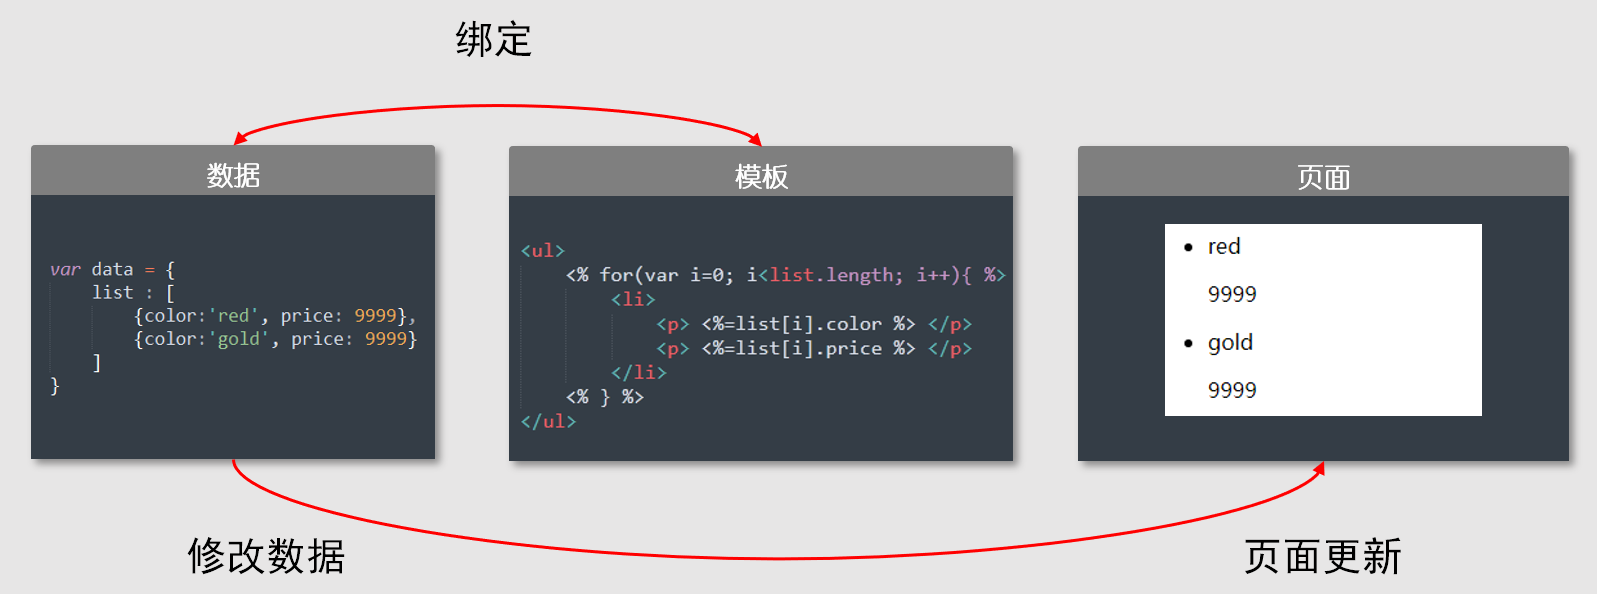 绑定
数据
var data = {
list : [
{color:'red', price: 9999},
{color:'gold', price: 9999}
]
}
模板
<ul>
<% for(var i=0; i<list.length; i++){ %>
<li>
<p> <%=list[i].color %> </p>
<p> <%=list[i].price %> </p>
</li>
<% } %>
</ul>
页面
red
9999
gold
9999
修改数据
页面更新